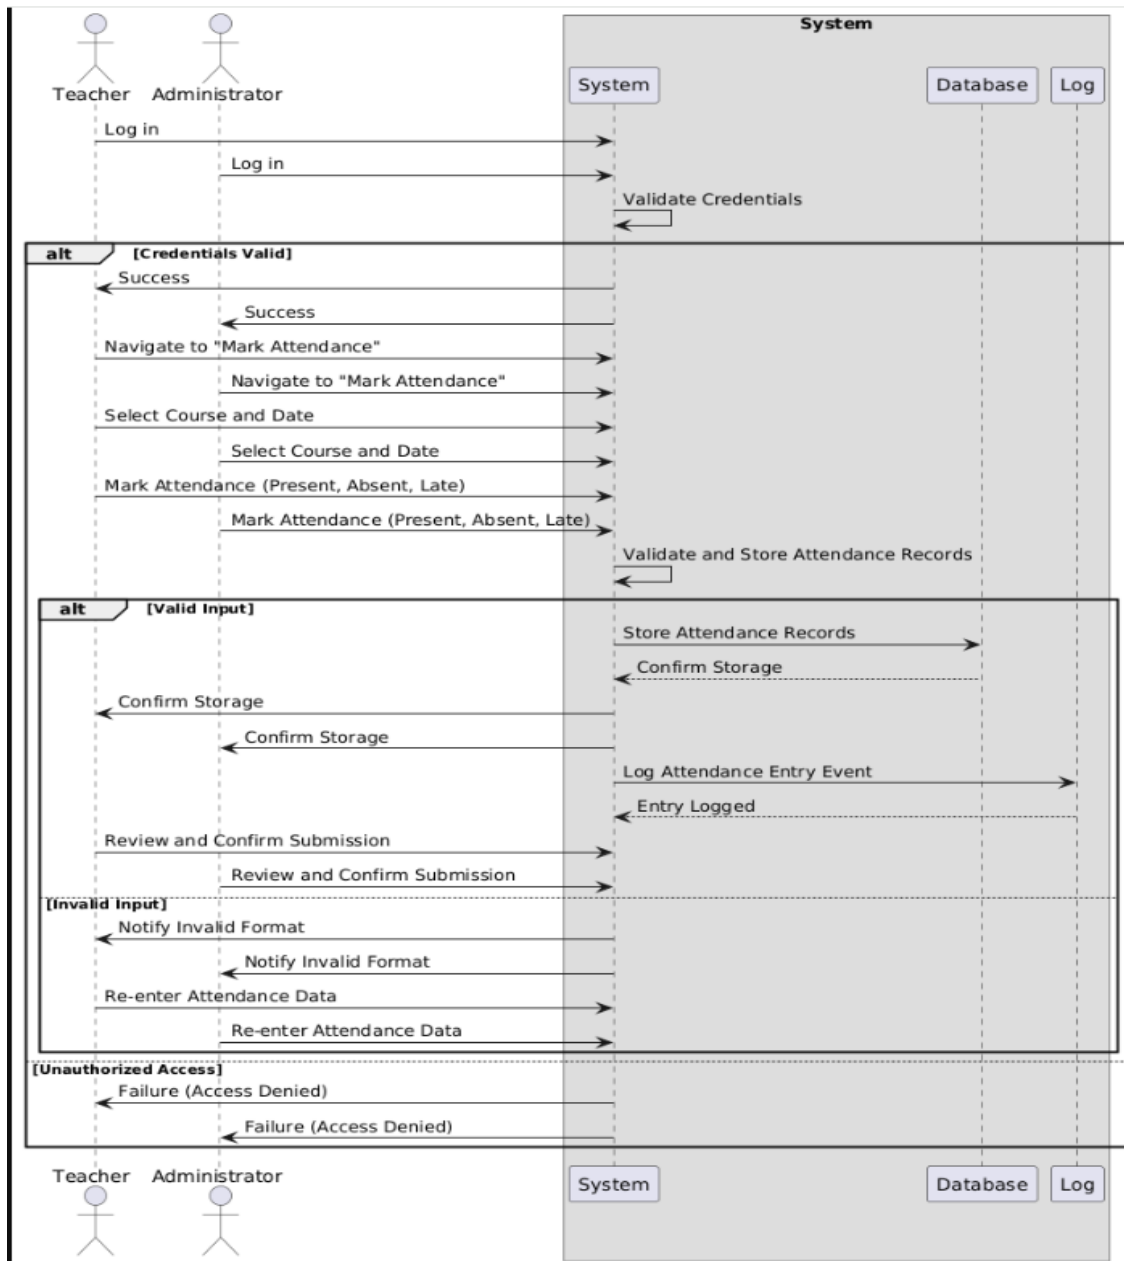 System
Teacher Administrator System Database Log
Log in
Log in
Validate Credentials
alt [Credentials Valid]
Success
Success
Navigate to "Mark Attendance"
Navigate to "Mark Attendance"
Select Course and Date
Select Course and Date
Mark Attendance (Present, Absent, Late)
Mark Attendance (Present, Absent, Late)
Validate and Store Attendance Records
alt [Valid Input]
Store Attendance Records
Confirm Storage
Confirm Storage
Confirm Storage
Log Attendance Entry Event
Entry Logged
Review and Confirm Submission
Review and Confirm Submission
[Invalid Input]
Notify Invalid Format
Notify Invalid Format
Re-enter Attendance Data
Re-enter Attendance Data
[Unauthorized Access]
Failure (Access Denied)
Failure (Access Denied)
Teacher Administrator System Database Log